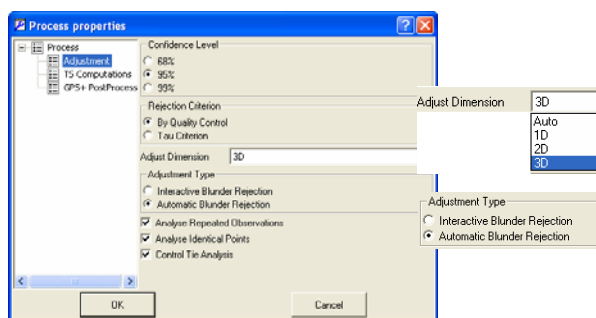 Process properties
Process
Adjustment
TS Computations
GPS+ PostProcess
Confidence Level
68%
95%
99%
Rejection Criterion
By Quality Control
Tau Criterion
Adjust Dimension 3D
Adjustment Type
Interactive Blunder Rejection
Automatic Blunder Rejection
Analyse Repeated Observations
Analyse Identical Points
Control Tie Analysis
OK Cancel
Adjust Dimension 3D
Auto
1D
2D
3D
Adjustment Type
Interactive Blunder Rejection
Automatic Blunder Rejection